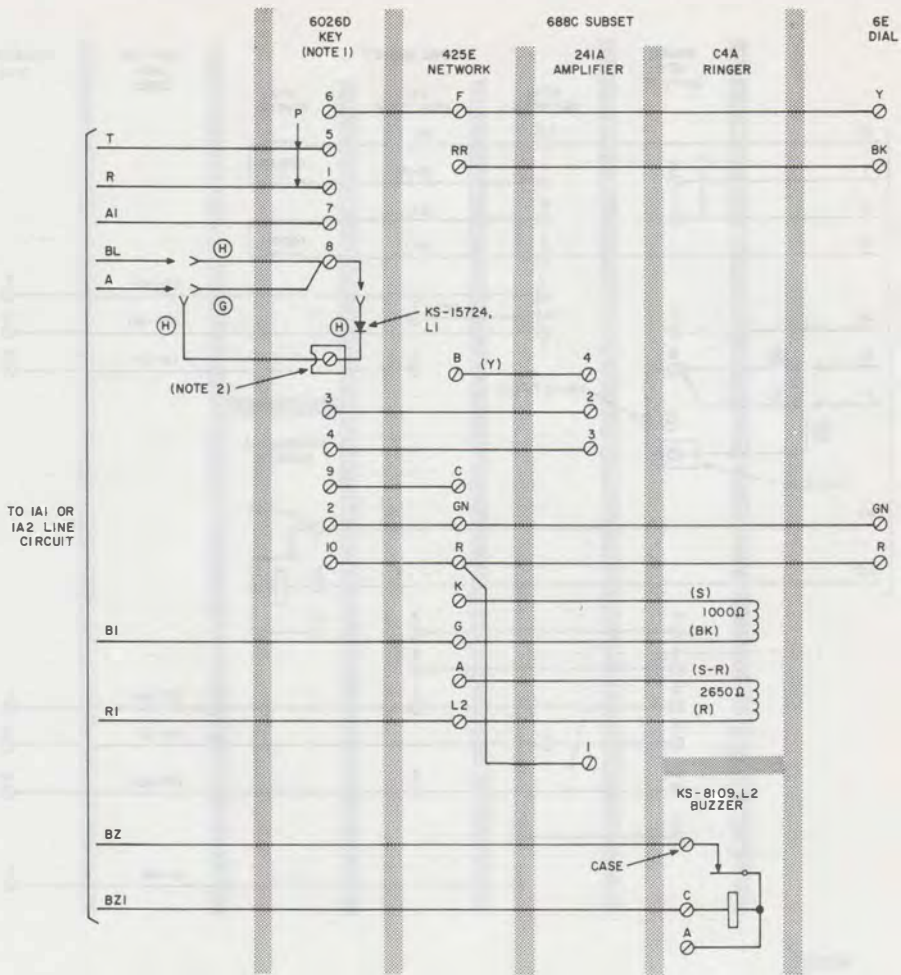 6026D
KEY
(NOTE 1)
688C SUBSET
425E
NETWORK
241A
AMPLIFIER
C4A
RINGER
6E
DIAL
6
F
Y
P
T
5
RR
BK
R
1
A1
7
BL
H
8
A
G
H
H
KS-15724,
L1
(NOTE 2)
B
(Y)
4
3
2
4
3
9
C
TO 1A1 OR
1A2 LINE
CIRCUIT
2
GN
GN
10
R
R
K
(S)
1000Ω
B1
G
(BK)
A
(S-R)
2650Ω
R1
L2
(R)
1
KS-8109,L2
BUZZER
BZ
CASE
BZ1
C
A